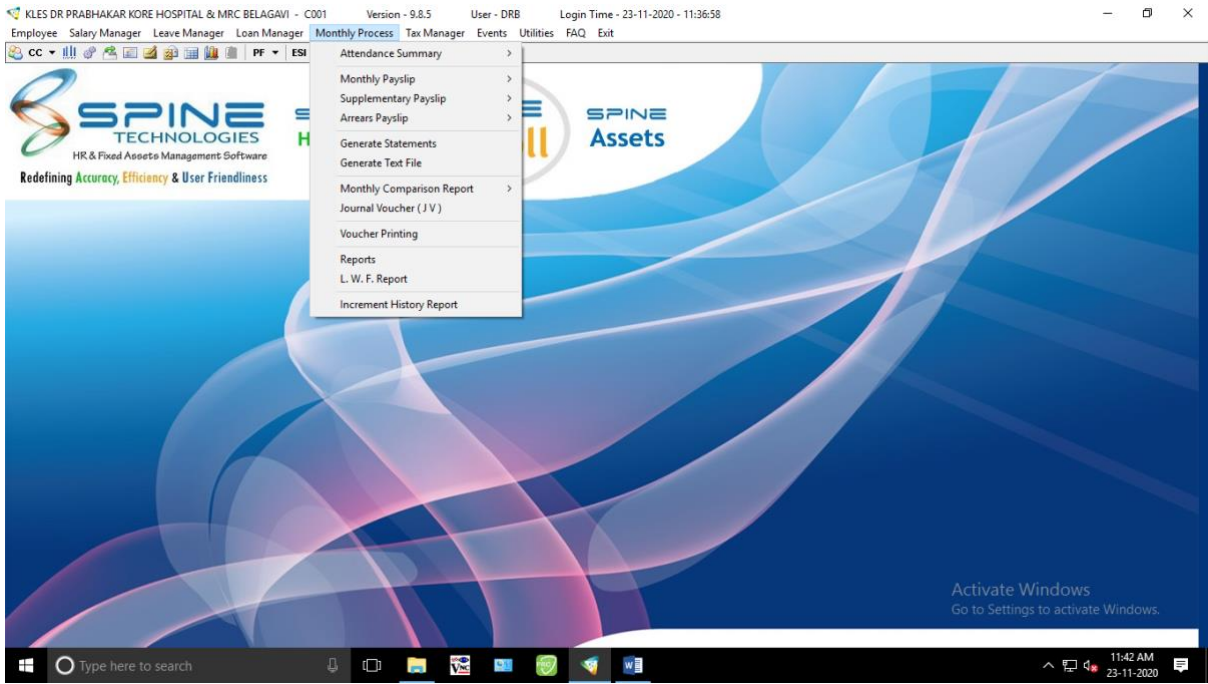 KLES DR PRABHAKAR KORE HOSPITAL & MRC BELAGAVI - C001 Version - 9.8.5 User - DRB Login Time - 23-11-2020 - 11:36:58
Employee Salary Manager Leave Manager Loan Manager Monthly Process Tax Manager Events Utilities FAQ Exit
CC PF ESI
Attendance Summary
Monthly Payslip
Supplementary Payslip
Arrears Payslip
Generate Statements
Generate Text File
Monthly Comparison Report
Journal Voucher ( J V )
Voucher Printing
Reports
L. W. F. Report
Increment History Report
SPINE
TECHNOLOGIES
HR & Fixed Assets Management Software
Redefining Accuracy, Efficiency & User Friendliness
SPINE
Assets
Activate Windows
Go to Settings to activate Windows.
Type here to search
11:42 AM
23-11-2020